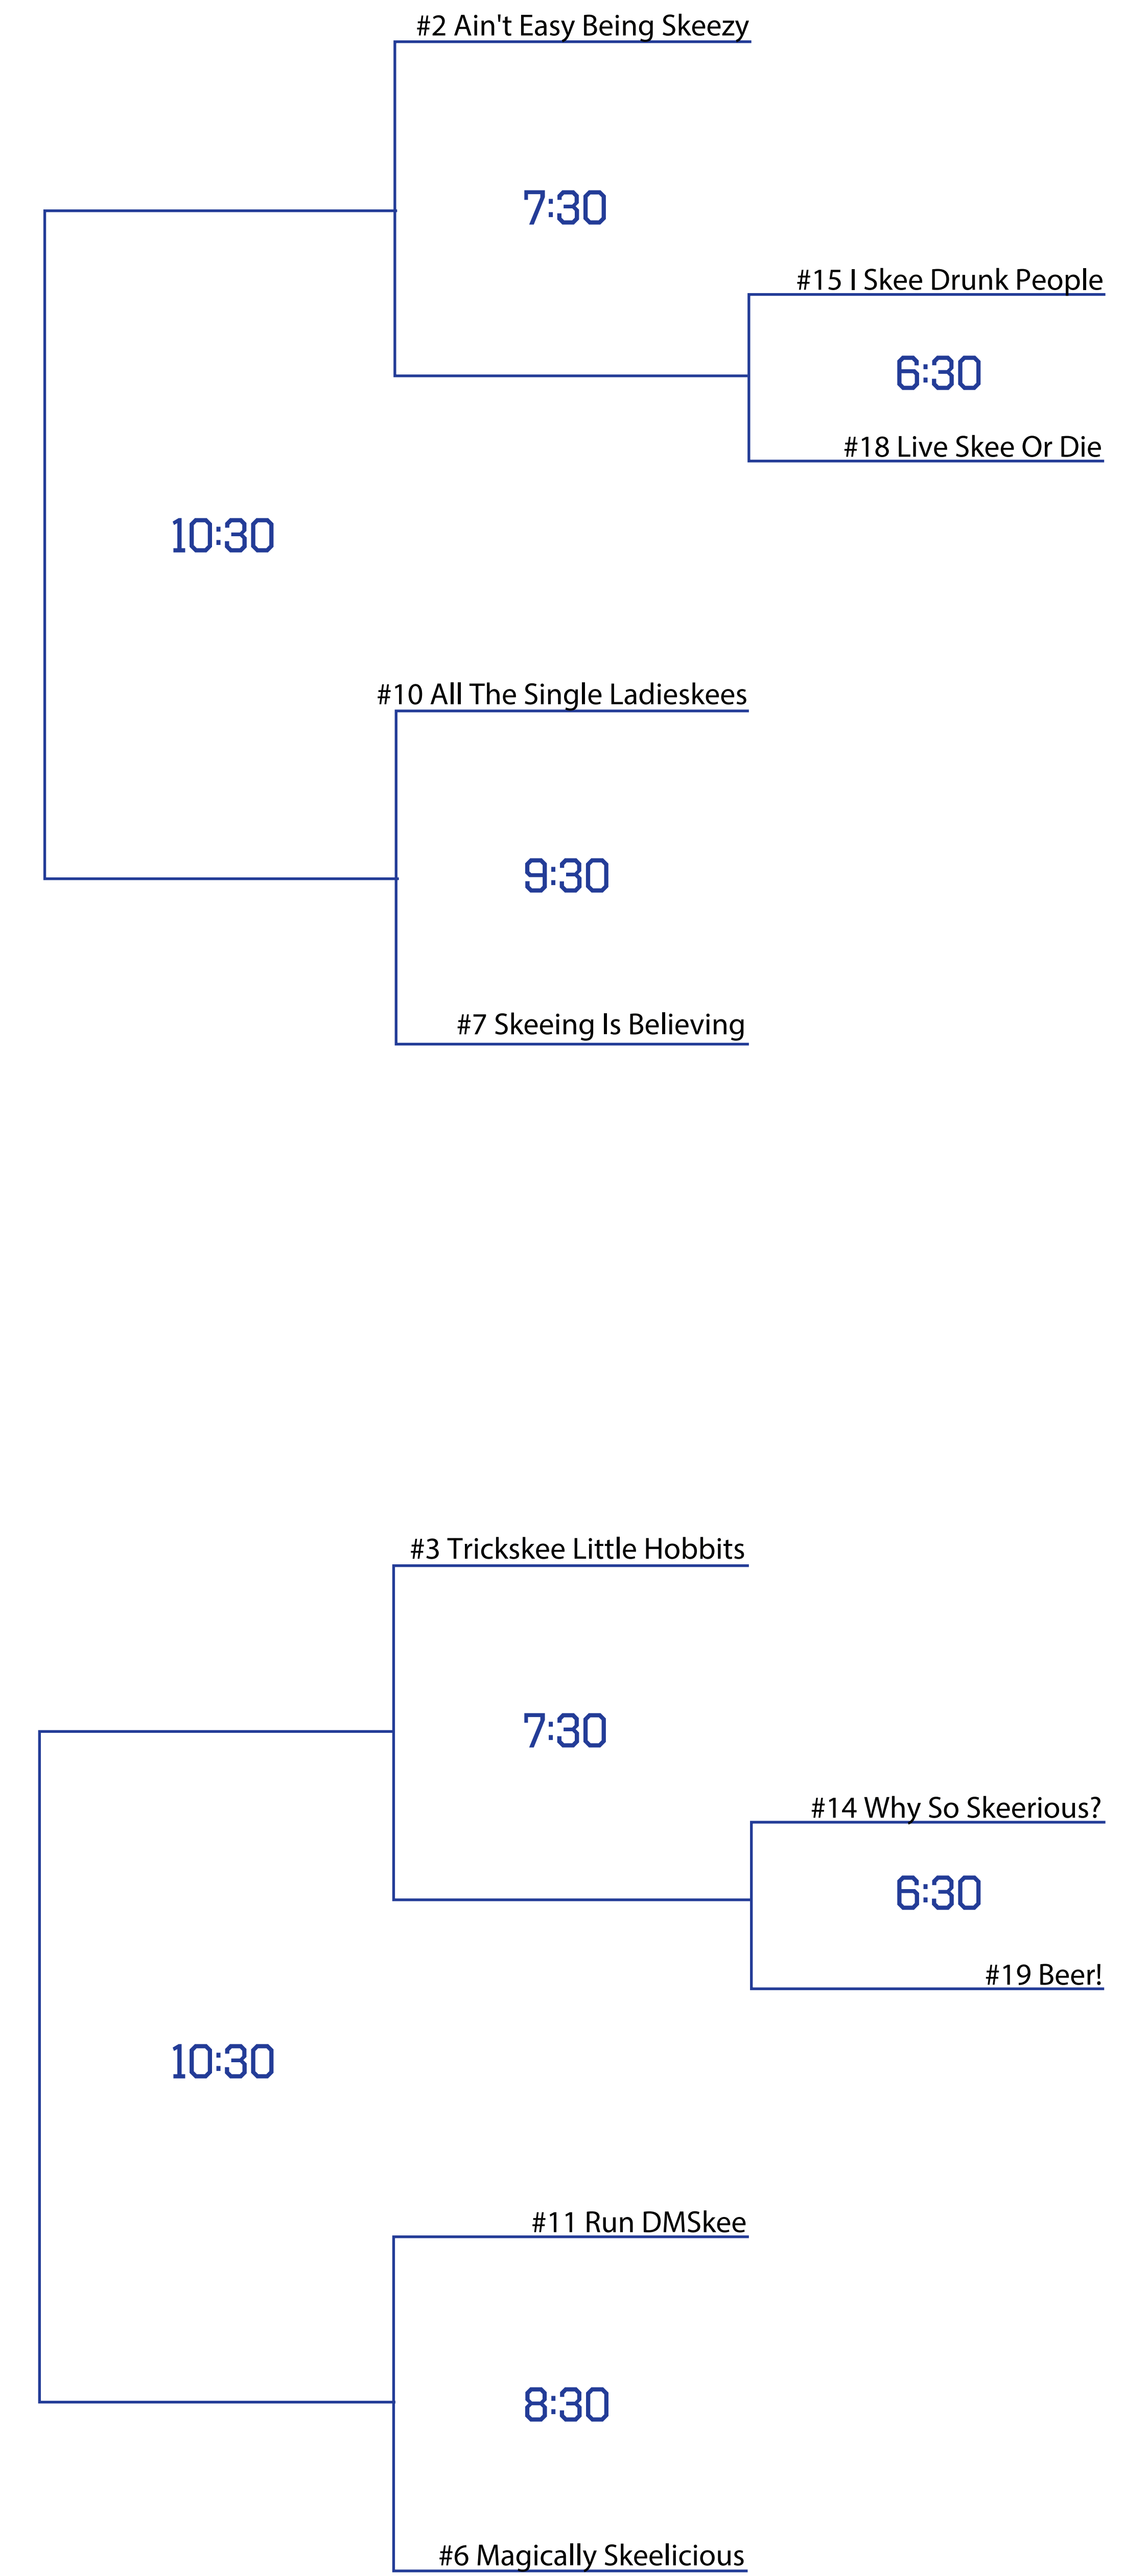 #2 Ain't Easy Being Skeezy
7:30
#15 I Skee Drunk People
6:30
#18 Live Skee Or Die
10:30
#10 All The Single Ladieskees
9:30
#7 Skeeing Is Believing
#3 Trickskee Little Hobbits
7:30
#14 Why So Skeerious?
6:30
#19 Beer!
10:30
#11 Run DMSkee
8:30
#6 Magically Skeelicious